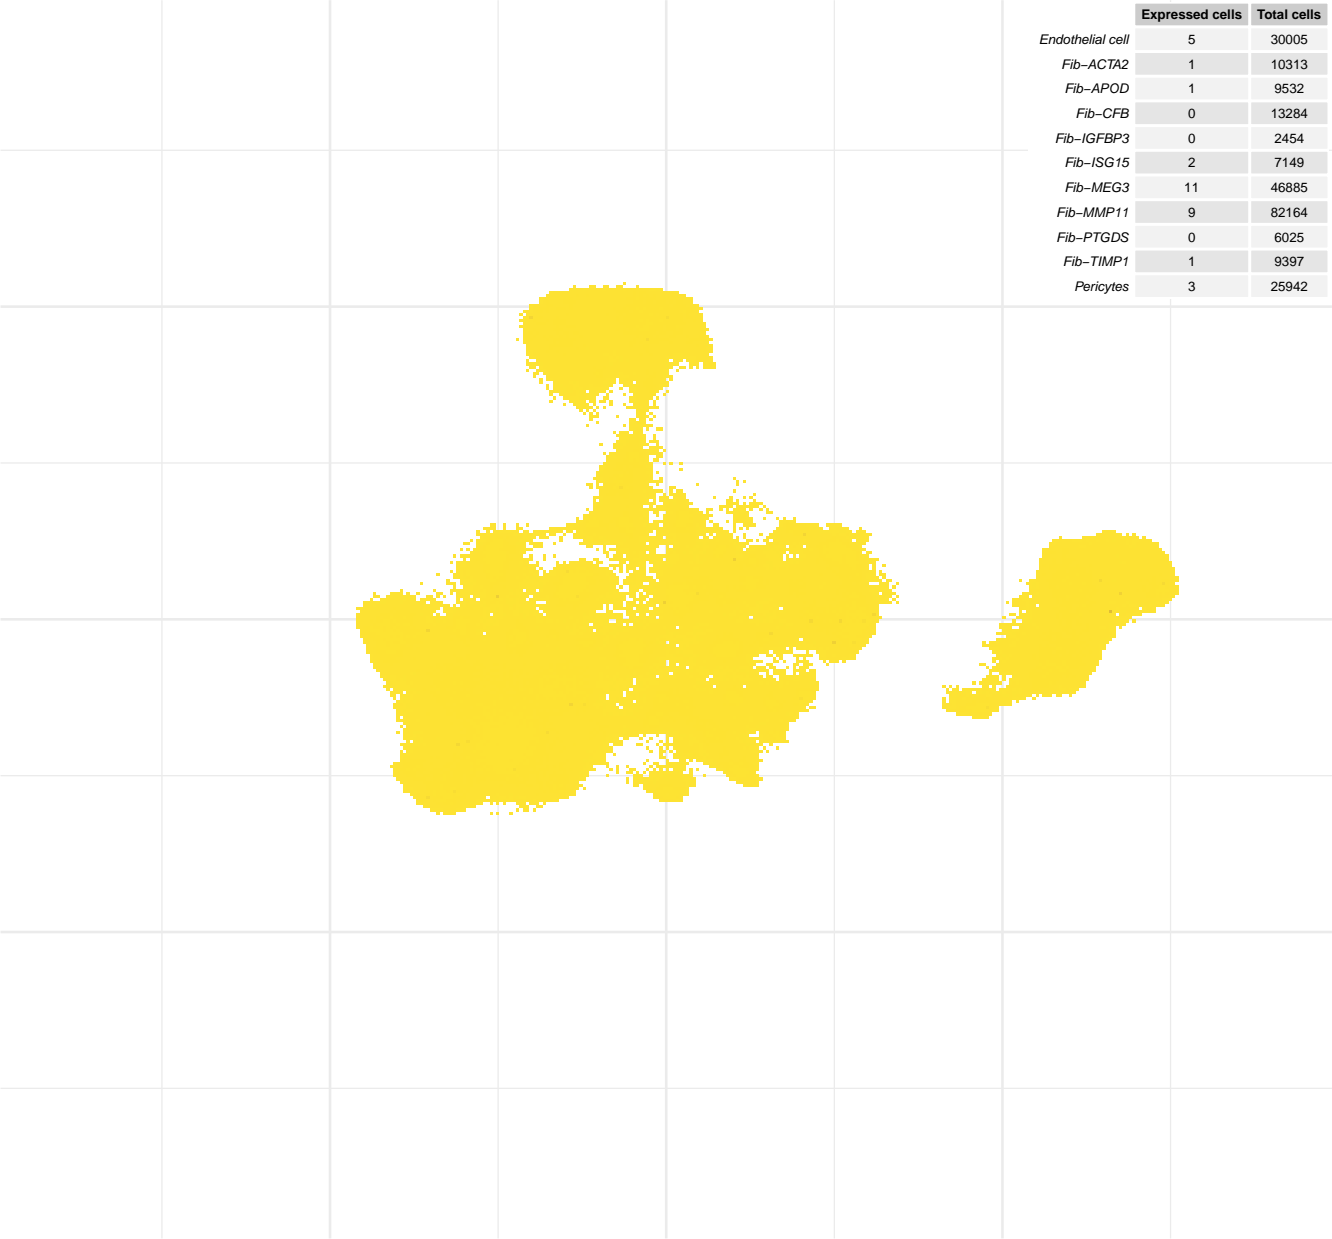 Expressed cells Total cells
Endothelial cell 5 30005
Fib−ACTA2 1 10313
Fib−APOD 1 9532
Fib−CFB 0 13284
Fib−IGFBP3 0 2454
Fib−ISG15 2 7149
Fib−MEG3 11 46885
Fib−MMP11 9 82164
Fib−PTGDS 0 6025
Fib−TIMP1 1 9397
Pericytes 3 25942